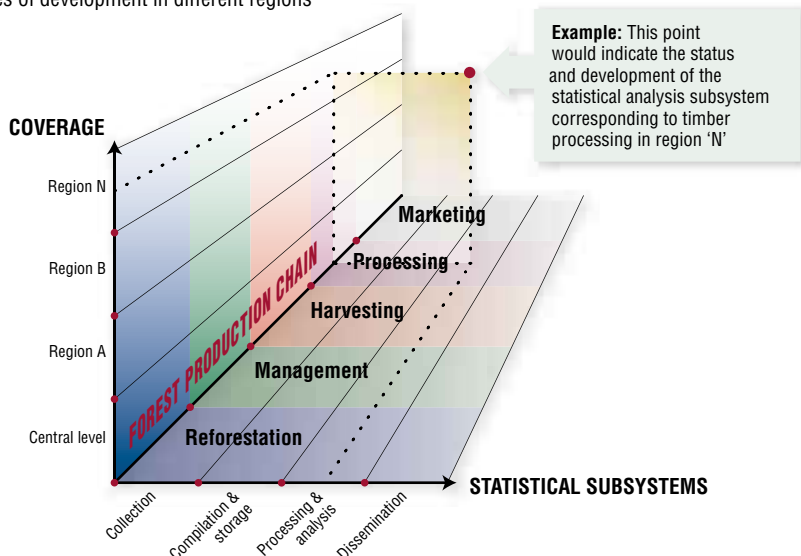 es of development in different regions
Example: This point
would indicate the status
and development of the
statistical analysis subsystem
corresponding to timber
processing in region ‘N’
COVERAGE
Region N
Region B
Region A
Central level
FOREST PRODUCTION CHAIN
Marketing
Processing
Harvesting
Management
Reforestation
STATISTICAL SUBSYSTEMS
Collection
Compilation &
storage
Processing &
analysis
Dissemination